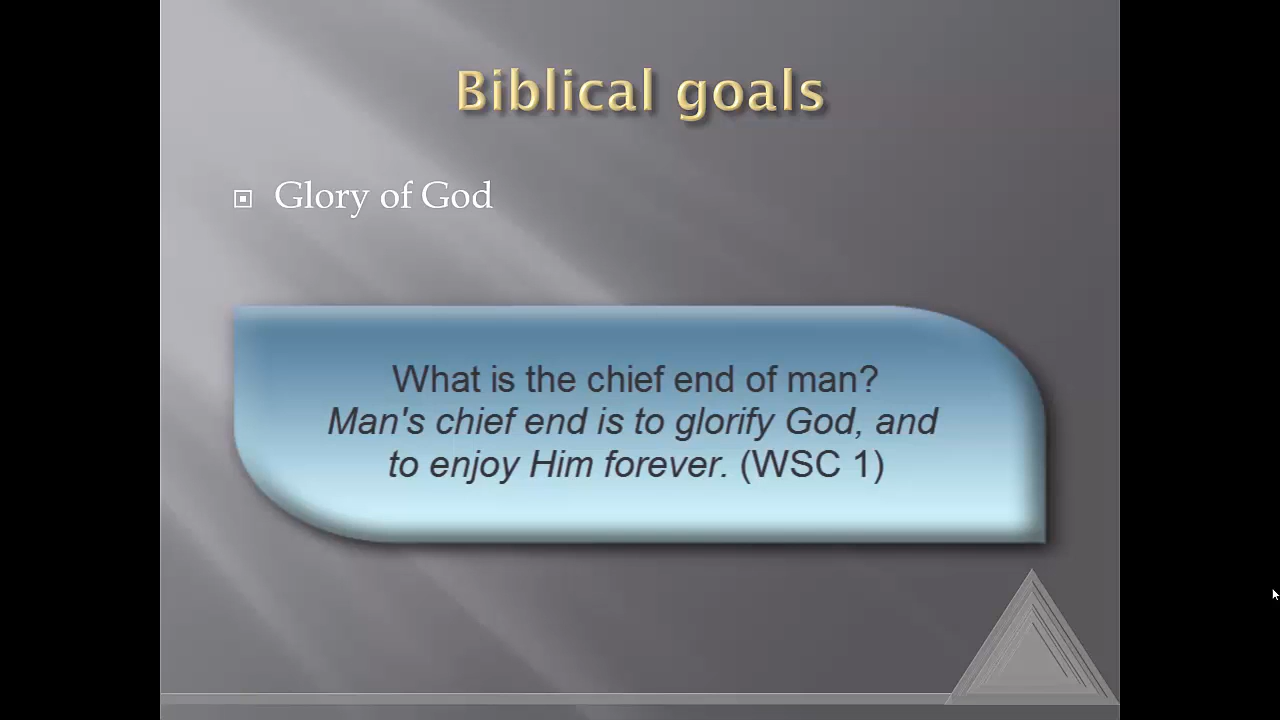 Biblical goals
Glory of God
What is the chief end of man?
Man's chief end is to glorify God, and
to enjoy Him forever. (WSC 1)